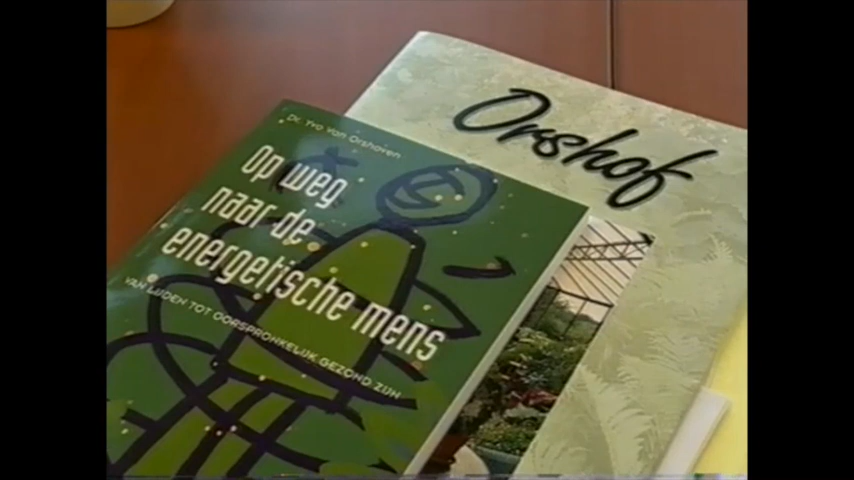 Orshof
Dr. Yvo Van Orshoven
Op weg
naar de
energetische mens
VAN LIJDEN TOT OORSPRONKELIJK GEZOND ZIJN